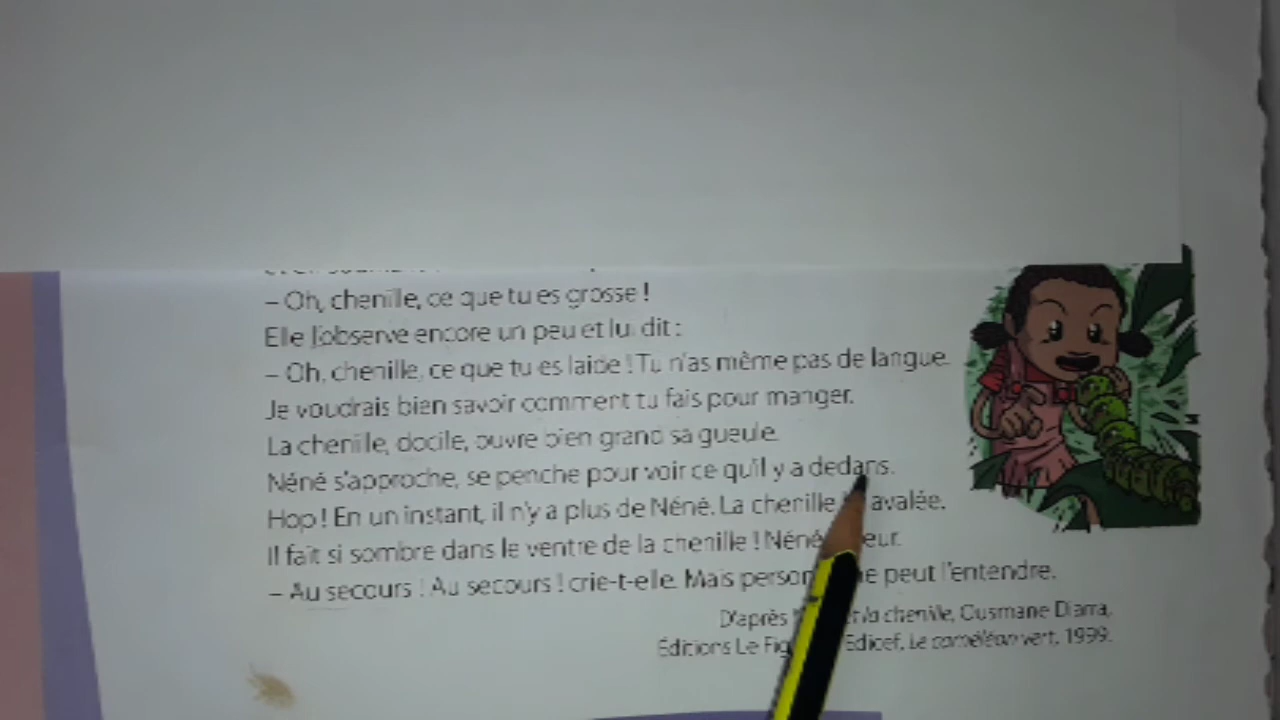 – Oh, chenille, ce que tu es grosse !
Elle l'observe encore un peu et lui dit :
– Oh, chenille, ce que tu es laide ! Tu n'as même pas de langue.
Je voudrais bien savoir comment tu fais pour manger.
La chenille, docile, ouvre bien grand sa gueule.
Néné s'approche, se penche pour voir ce qu'il y a dedans.
Hop ! En un instant, il n'y a plus de Néné. La chenille avalée.
Il fait si sombre dans le ventre de la chenille ! Néné
– Au secours ! Au secours ! crie-t-elle. Mais peut l'entendre.
D'après la chenille, Ousmane Diarra,
Éditions Le Edicef, Le caméléon vert, 1999.